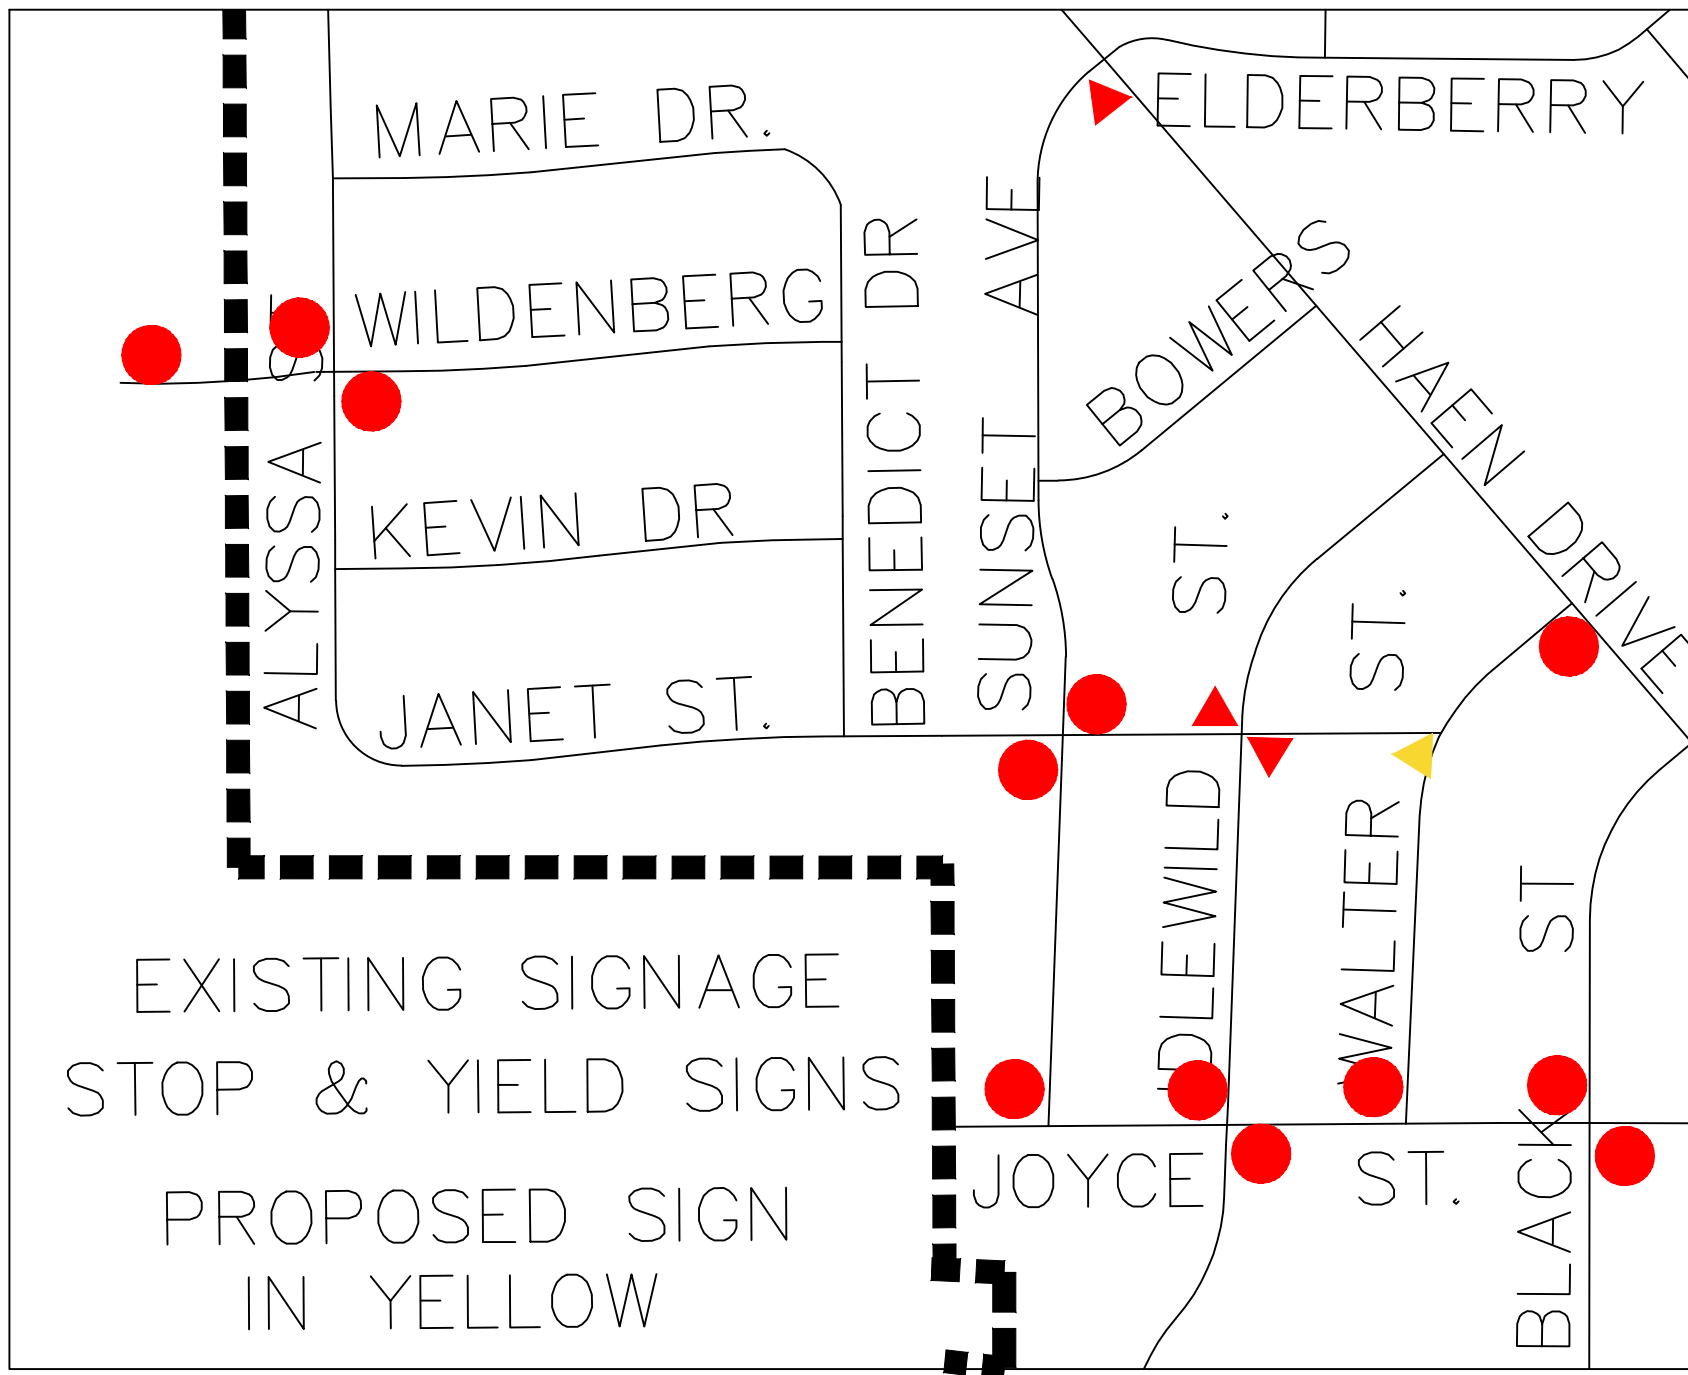 ELDERBERRY
MARIE DR.
BENEDICT DR
SUNSET AVE
BOWERS
HAEN DRIVE
ALYSSA ST
WILDENBERG
KEVIN DR
JANET ST.
IDLEWILD ST.
WALTER ST.
BLACK ST
JOYCE ST.
EXISTING SIGNAGE
STOP & YIELD SIGNS
PROPOSED SIGN
IN YELLOW